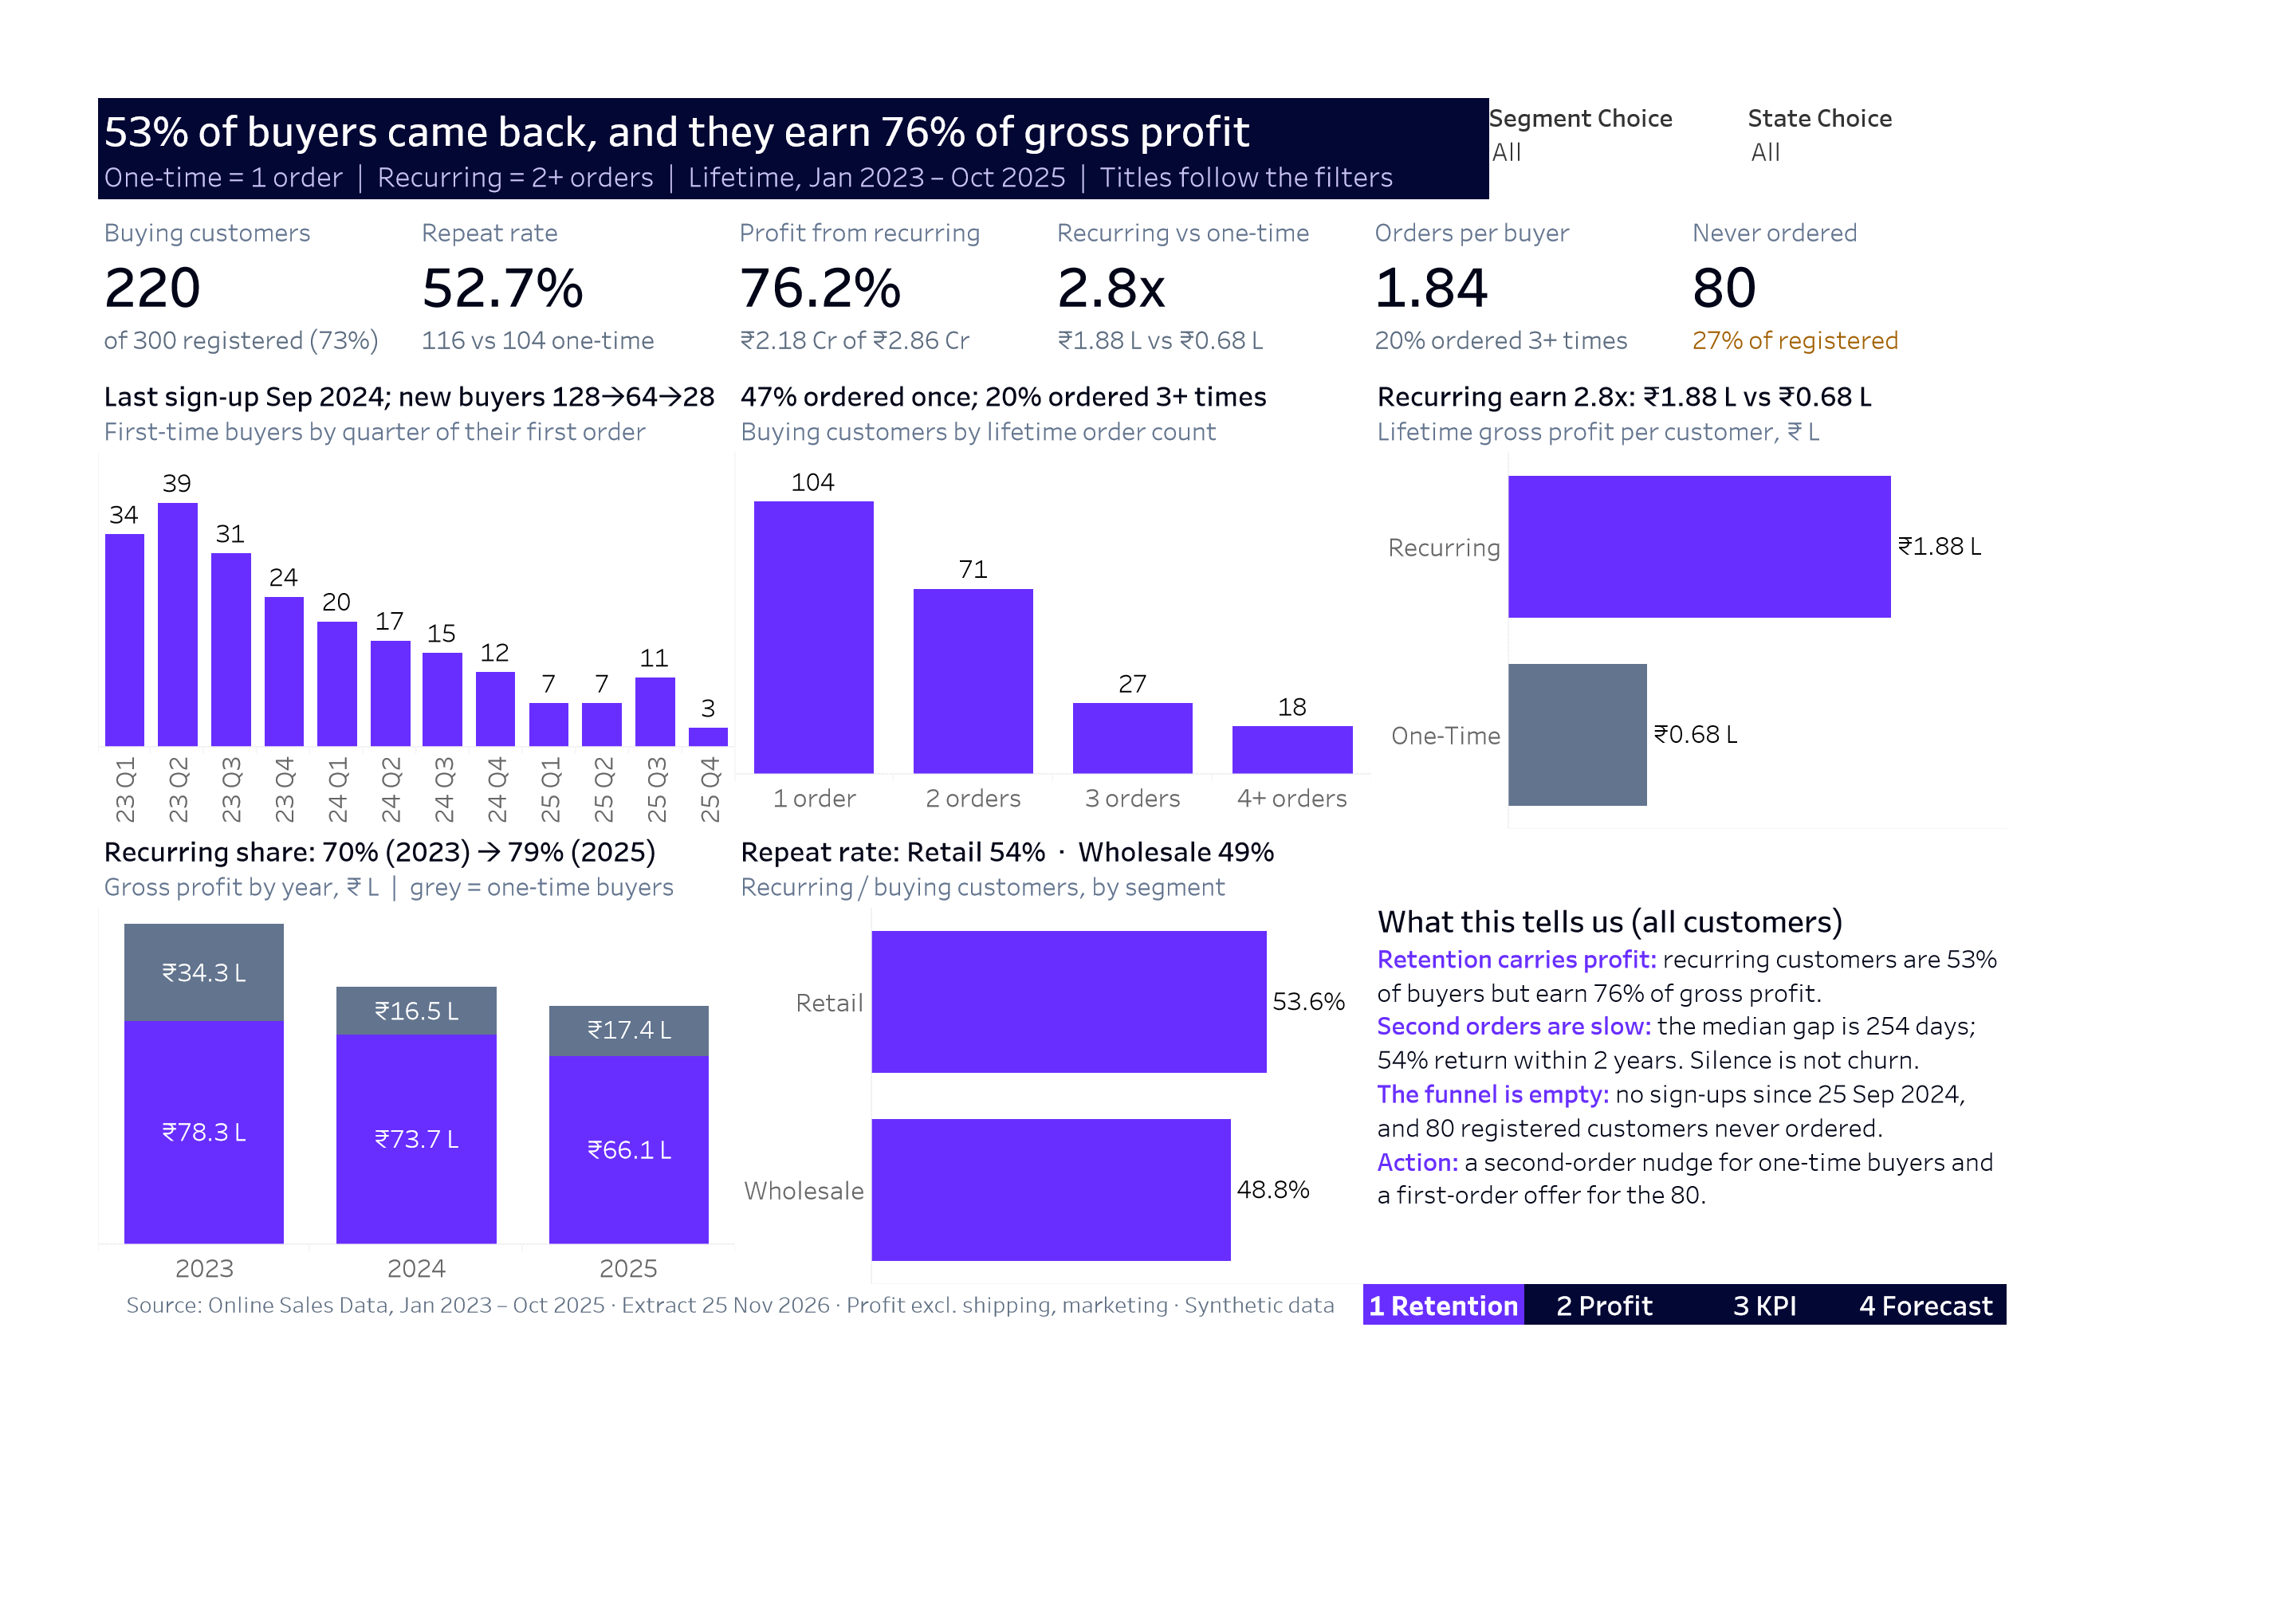 53% of buyers came back, and they earn 76% of gross profit
One-time = 1 order | Recurring = 2+ orders | Lifetime, Jan 2023 – Oct 2025 | Titles follow the filters
Segment Choice
All
State Choice
All
Buying customers
220
of 300 registered (73%)
Repeat rate
52.7%
116 vs 104 one-time
Profit from recurring
76.2%
₹2.18 Cr of ₹2.86 Cr
Recurring vs one-time
2.8x
₹1.88 L vs ₹0.68 L
Orders per buyer
1.84
20% ordered 3+ times
Never ordered
80
27% of registered
Last sign-up Sep 2024; new buyers 128→64→28
First-time buyers by quarter of their first order
34
39
31
24
20
17
15
12
7
7
11
3
23 Q1
23 Q2
23 Q3
23 Q4
24 Q1
24 Q2
24 Q3
24 Q4
25 Q1
25 Q2
25 Q3
25 Q4
47% ordered once; 20% ordered 3+ times
Buying customers by lifetime order count
104
71
27
18
1 order
2 orders
3 orders
4+ orders
Recurring earn 2.8x: ₹1.88 L vs ₹0.68 L
Lifetime gross profit per customer, ₹ L
Recurring
₹1.88 L
One-Time
₹0.68 L
Recurring share: 70% (2023) → 79% (2025)
Gross profit by year, ₹ L | grey = one-time buyers
₹34.3 L
₹78.3 L
₹16.5 L
₹73.7 L
₹17.4 L
₹66.1 L
2023
2024
2025
Repeat rate: Retail 54% · Wholesale 49%
Recurring / buying customers, by segment
Retail
53.6%
Wholesale
48.8%
What this tells us (all customers)
Retention carries profit: recurring customers are 53%
of buyers but earn 76% of gross profit.
Second orders are slow: the median gap is 254 days;
54% return within 2 years. Silence is not churn.
The funnel is empty: no sign-ups since 25 Sep 2024,
and 80 registered customers never ordered.
Action: a second-order nudge for one-time buyers and
a first-order offer for the 80.
Source: Online Sales Data, Jan 2023 – Oct 2025 · Extract 25 Nov 2026 · Profit excl. shipping, marketing · Synthetic data
1 Retention
2 Profit
3 KPI
4 Forecast